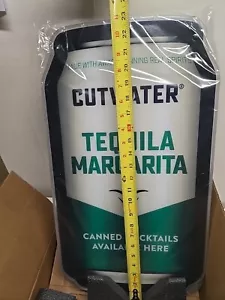 CUTWATER®
TEQUILA
MARGARITA
CANNED COCKTAILS
AVAILABLE HERE